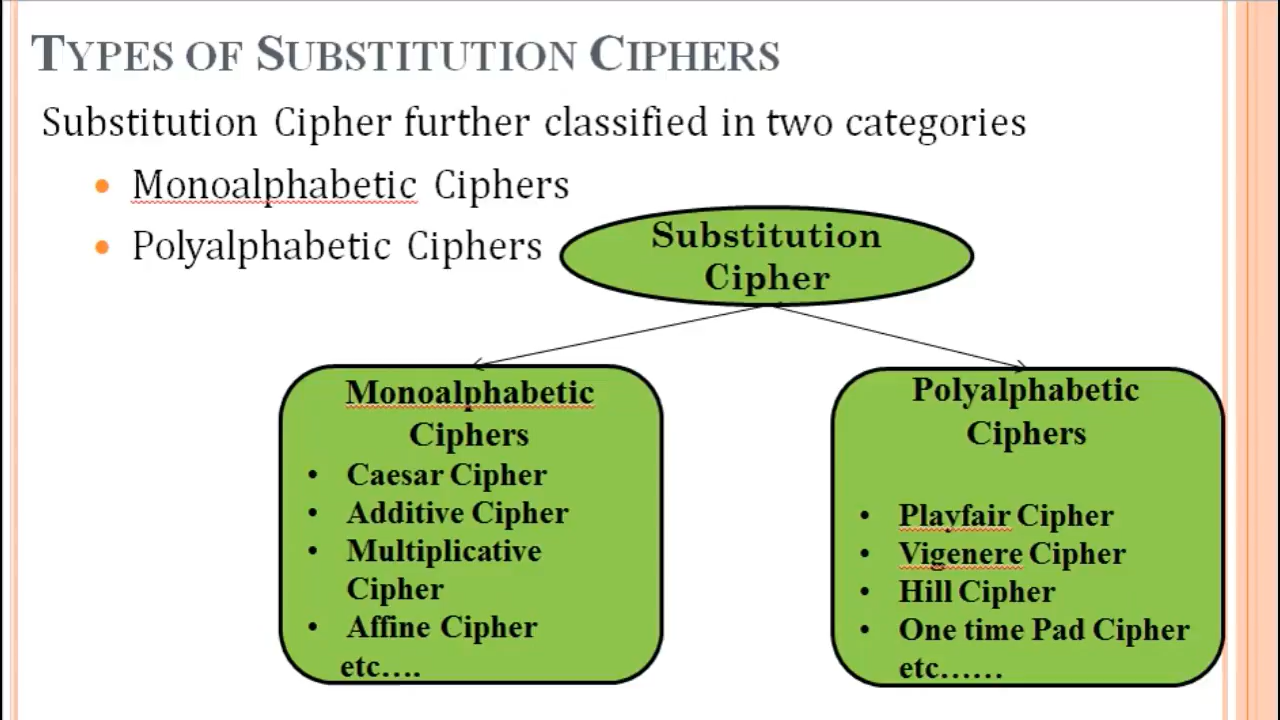 TYPES OF SUBSTITUTION CIPHERS
Substitution Cipher further classified in two categories
• Monoalphabetic Ciphers
• Polyalphabetic Ciphers
Substitution
Cipher
Monoalphabetic
Ciphers
• Caesar Cipher
• Additive Cipher
• Multiplicative
Cipher
• Affine Cipher
etc....
Polyalphabetic
Ciphers
• Playfair Cipher
• Vigenere Cipher
• Hill Cipher
• One time Pad Cipher
etc......